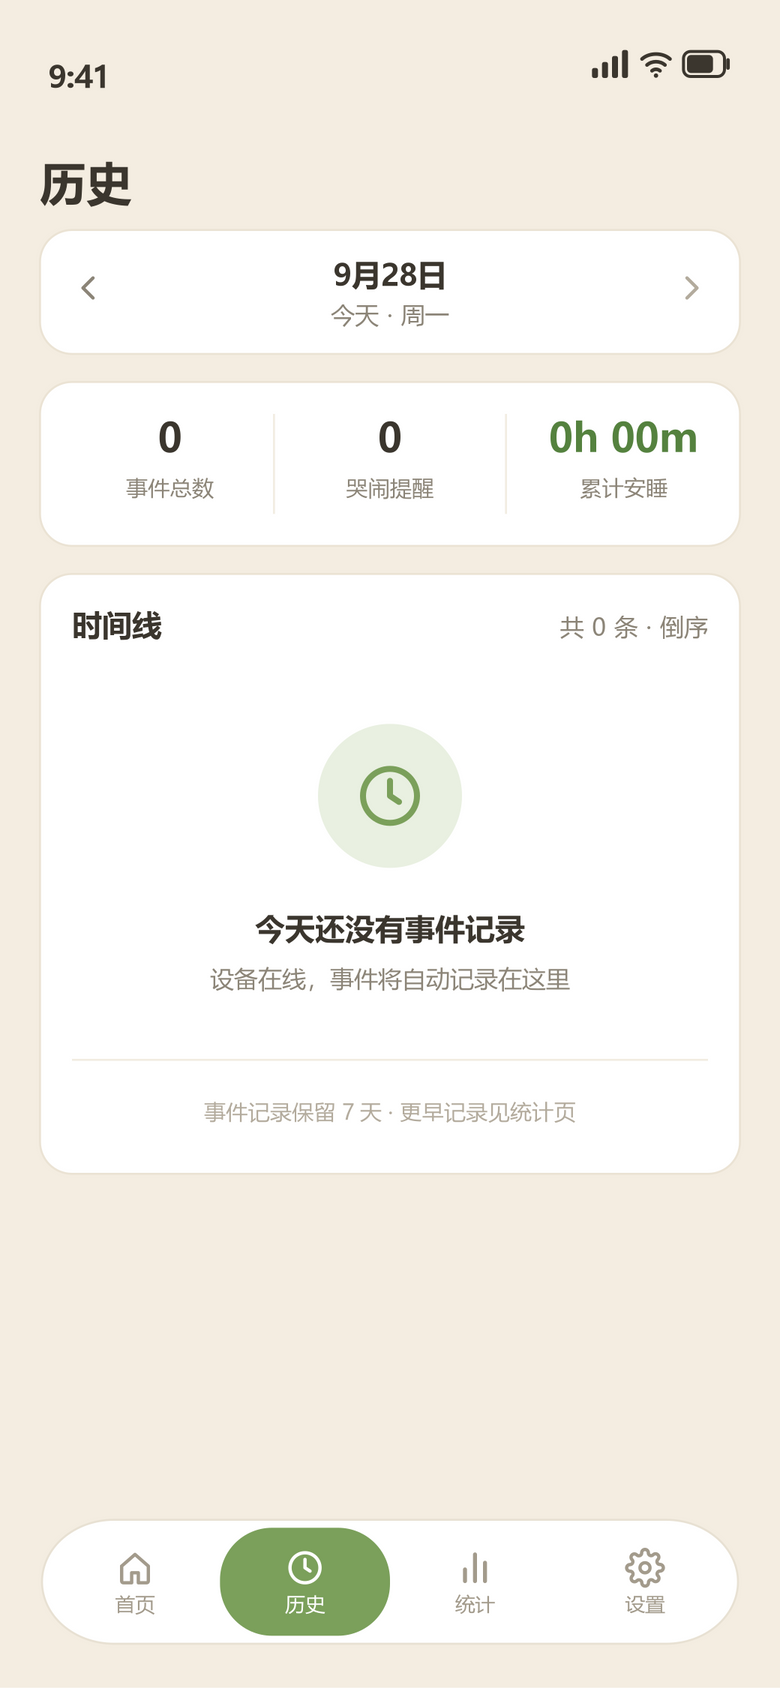 9:41
历史
9月28日
今天 · 周一
0
0
0h 00m
事件总数
哭闹提醒
累计安睡
时间线
共 0 条 · 倒序
今天还没有事件记录
设备在线，事件将自动记录在这里
事件记录保留 7 天 · 更早记录见统计页
首页
历史
统计
设置